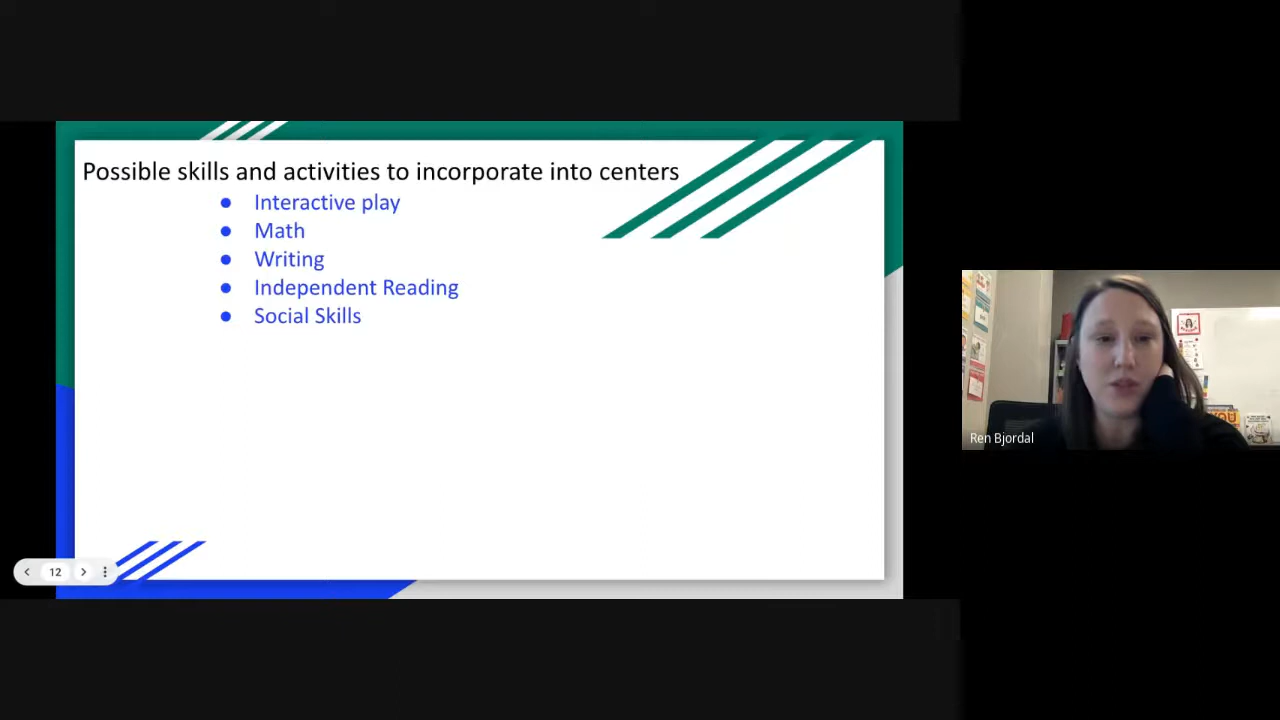 Possible skills and activities to incorporate into centers
● Interactive play
● Math
● Writing
● Independent Reading
● Social Skills
12
Ren Bjordal
YOU